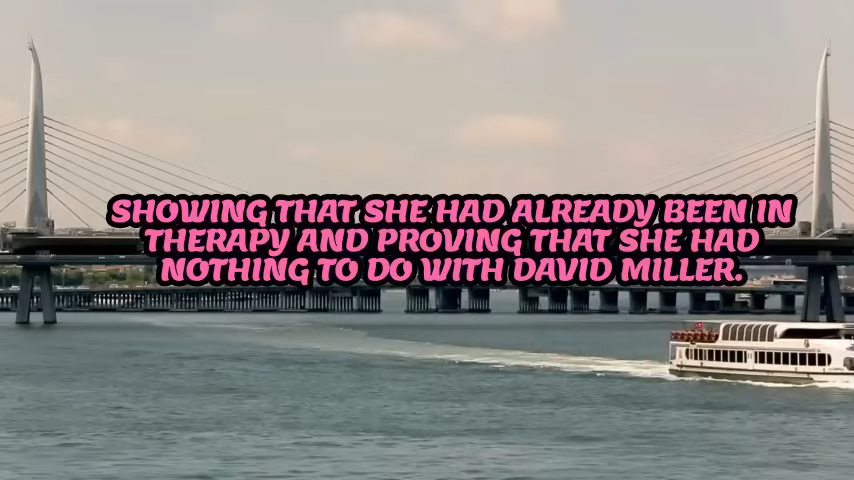 SHOWING THAT SHE HAD ALREADY BEEN IN
THERAPY AND PROVING THAT SHE HAD
NOTHING TO DO WITH DAVID MILLER.